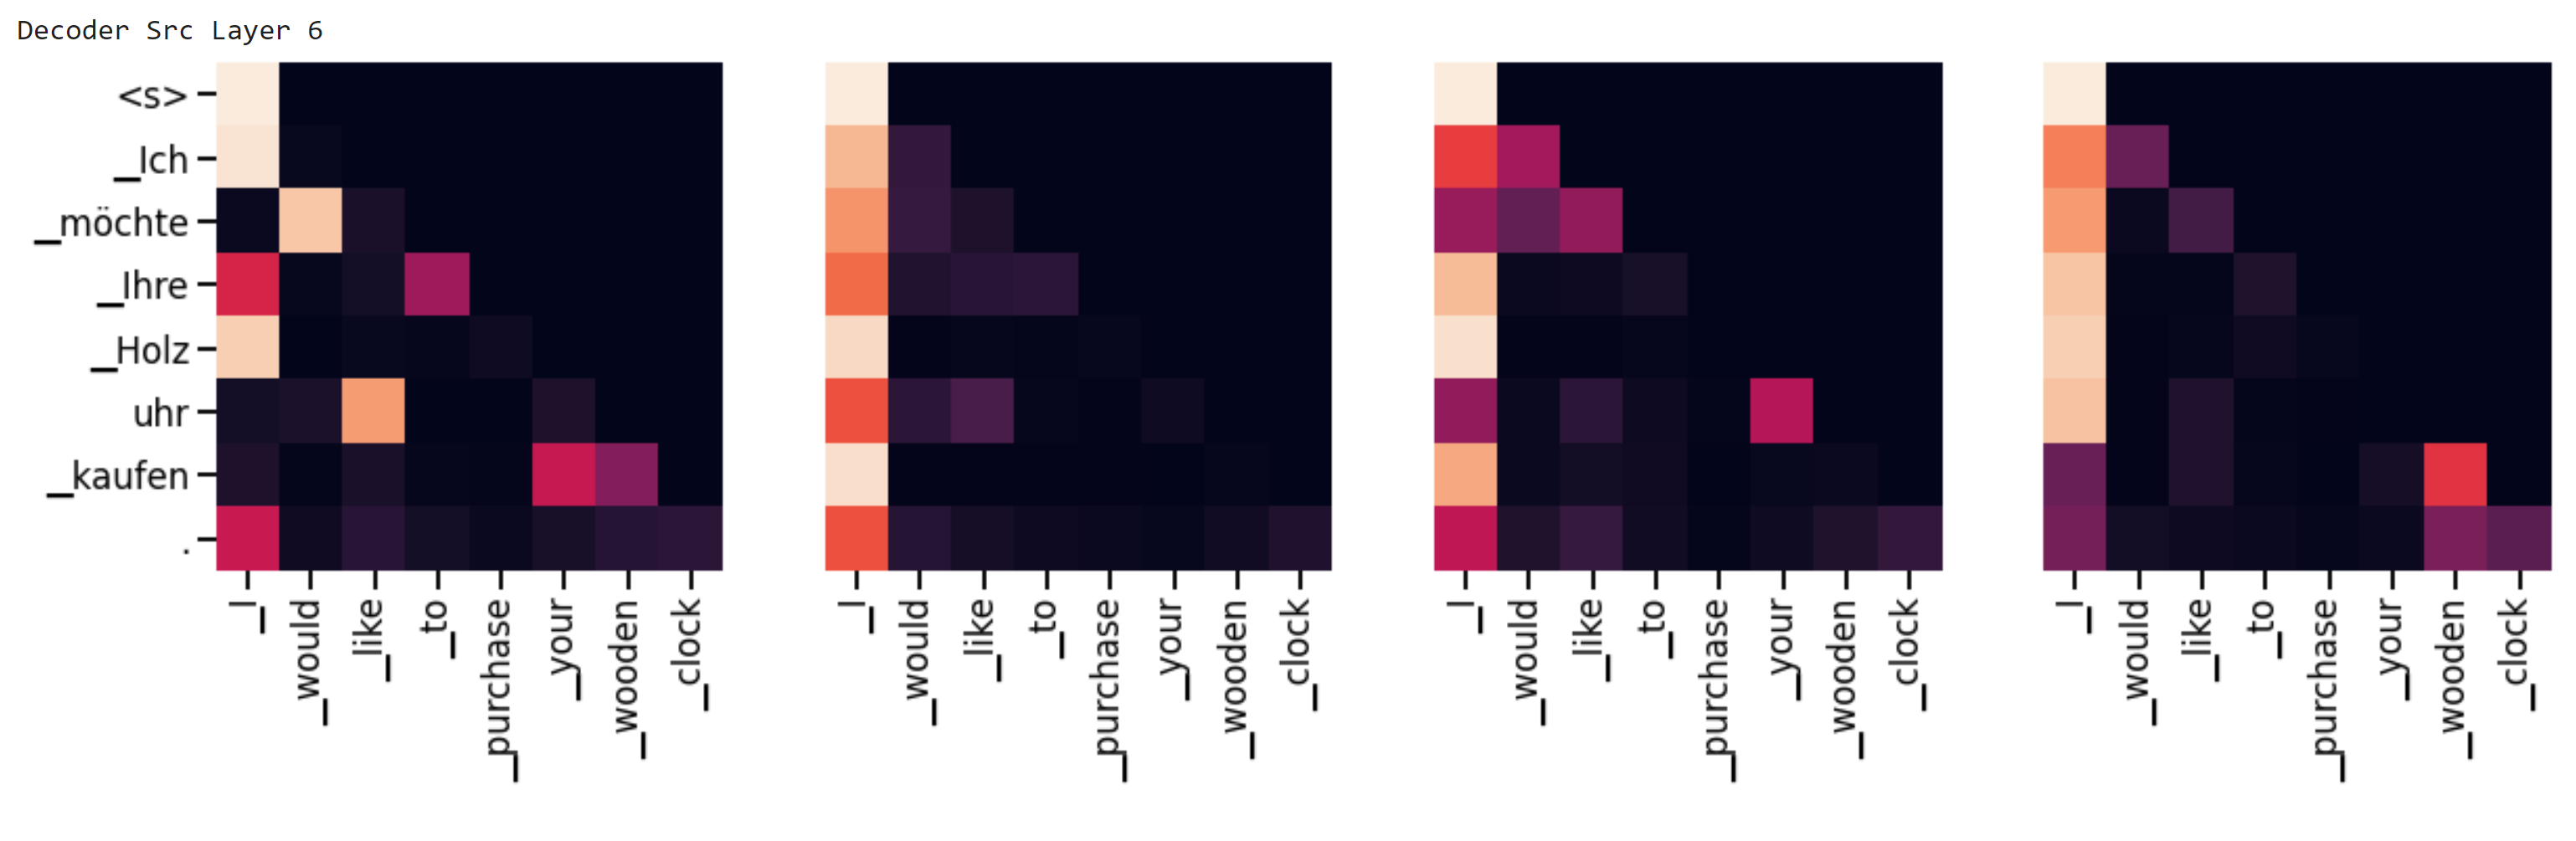 Decoder Src Layer 6
<s>
_Ich
_möchte
_Ihre
_Holz
uhr
_kaufen
.
_I
_would
_like
_to
_purchase
_your
_wooden
_clock
_I
_would
_like
_to
_purchase
_your
_wooden
_clock
_I
_would
_like
_to
_purchase
_your
_wooden
_clock
_I
_would
_like
_to
_purchase
_your
_wooden
_clock